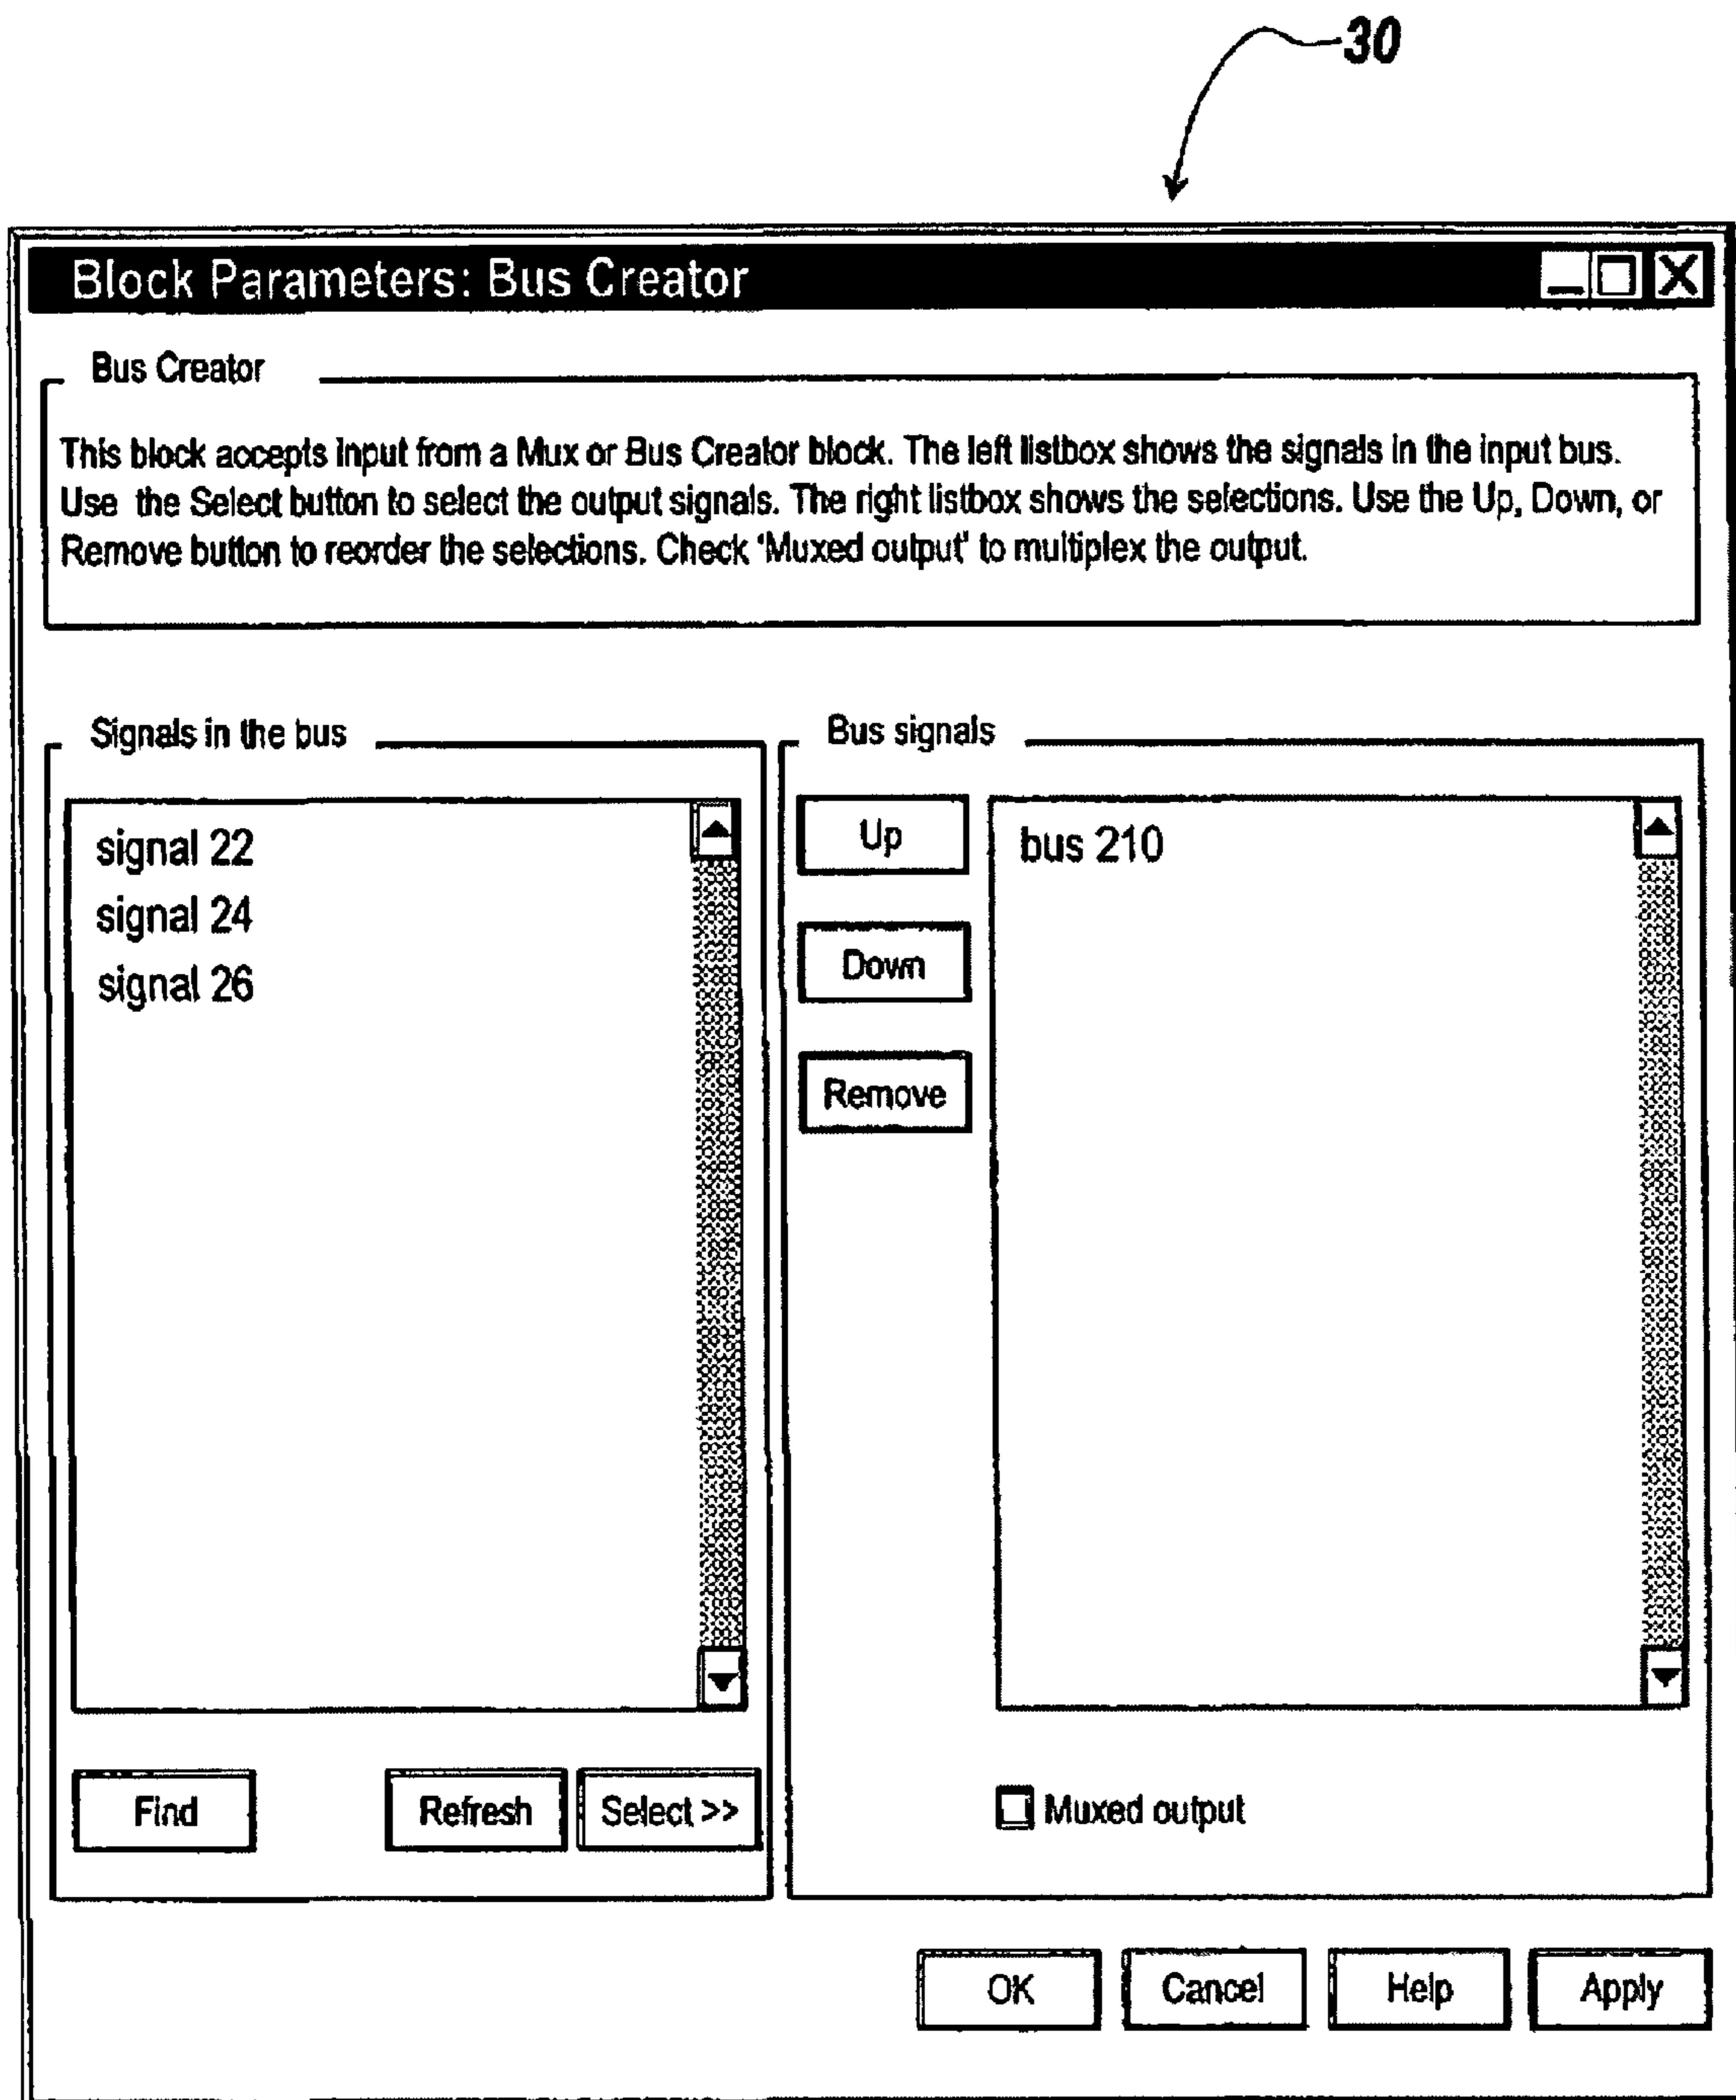 30
Block Parameters: Bus Creator
Bus Creator
This block accepts input from a Mux or Bus Creator block. The left listbox shows the signals in the input bus.
Use the Select button to select the output signals. The right listbox shows the selections. Use the Up, Down, or
Remove button to reorder the selections. Check 'Muxed output' to multiplex the output.
Signals in the bus
signal 22
signal 24
signal 26
Find
Refresh
Select >>
Bus signals
Up
Down
Remove
bus 210
Muxed output
OK
Cancel
Help
Apply